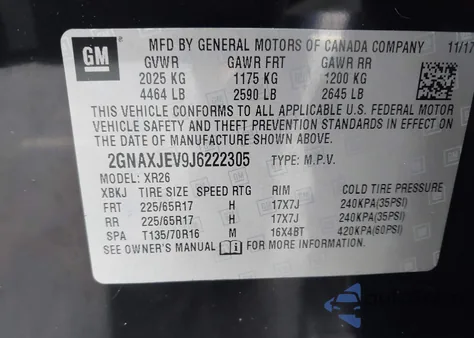 GM
MFD BY GENERAL MOTORS OF CANADA COMPANY 11/17
GVWR GAWR FRT GAWR RR
2025 KG 1175 KG 1200 KG
4464 LB 2590 LB 2645 LB
THIS VEHICLE CONFORMS TO ALL APPLICABLE U.S. FEDERAL MOTOR
VEHICLE SAFETY AND THEFT PREVENTION STANDARDS IN EFFECT ON
THE DATE OF MANUFACTURE SHOWN ABOVE.
2GNAXJEV9J6222305 TYPE: M.P.V.
MODEL: XR26
XBKJ TIRE SIZE SPEED RTG RIM COLD TIRE PRESSURE
FRT 225/65R17 H 17X7J 240KPA(35PSI)
RR 225/65R17 H 17X7J 240KPA(35PSI)
SPA T135/70R16 M 16X4BT 420KPA(60PSI)
SEE OWNER'S MANUAL i FOR MORE INFORMATION.